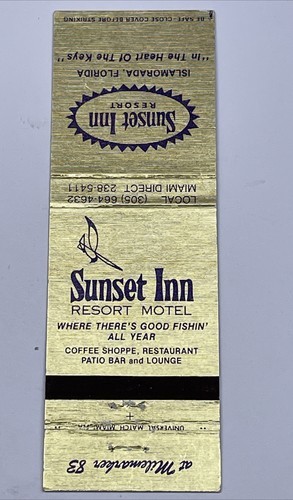 BE SAFE - CLOSE COVER BEFORE STRIKING
"In The Heart Of The Keys"
ISLAMORADA, FLORIDA
Sunset Inn
RESORT
LOCAL (305) 664-4632
MIAMI DIRECT 238-5411
Sunset Inn
RESORT MOTEL
WHERE THERE'S GOOD FISHIN'
ALL YEAR
COFFEE SHOPPE, RESTAURANT
PATIO BAR and LOUNGE
UNIVERSAL MATCH MIAMI, FLA.
at Milemarker 83